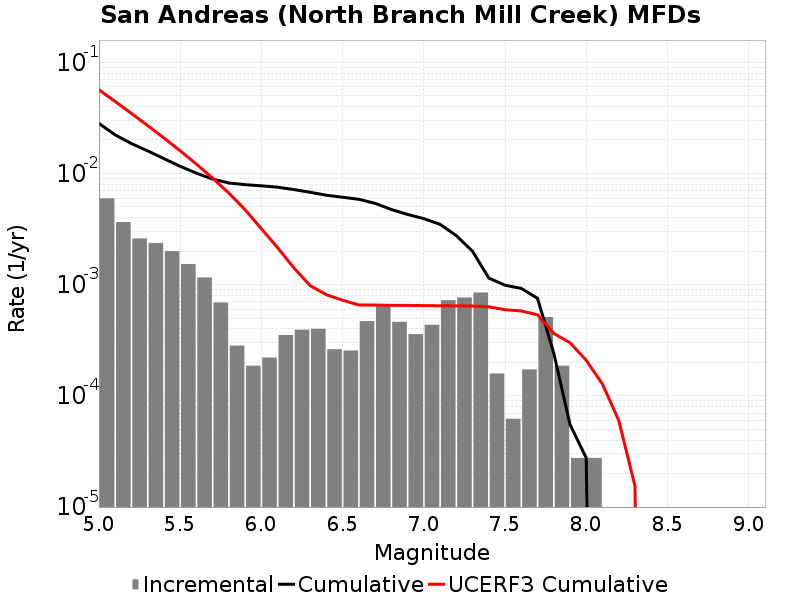 San Andreas (North Branch Mill Creek) MFDs
10-1
10-2
10-3
10-4
10-5
Rate (1/yr)
5.0 5.5 6.0 6.5 7.0 7.5 8.0 8.5 9.0
Magnitude
Incremental Cumulative UCERF3 Cumulative